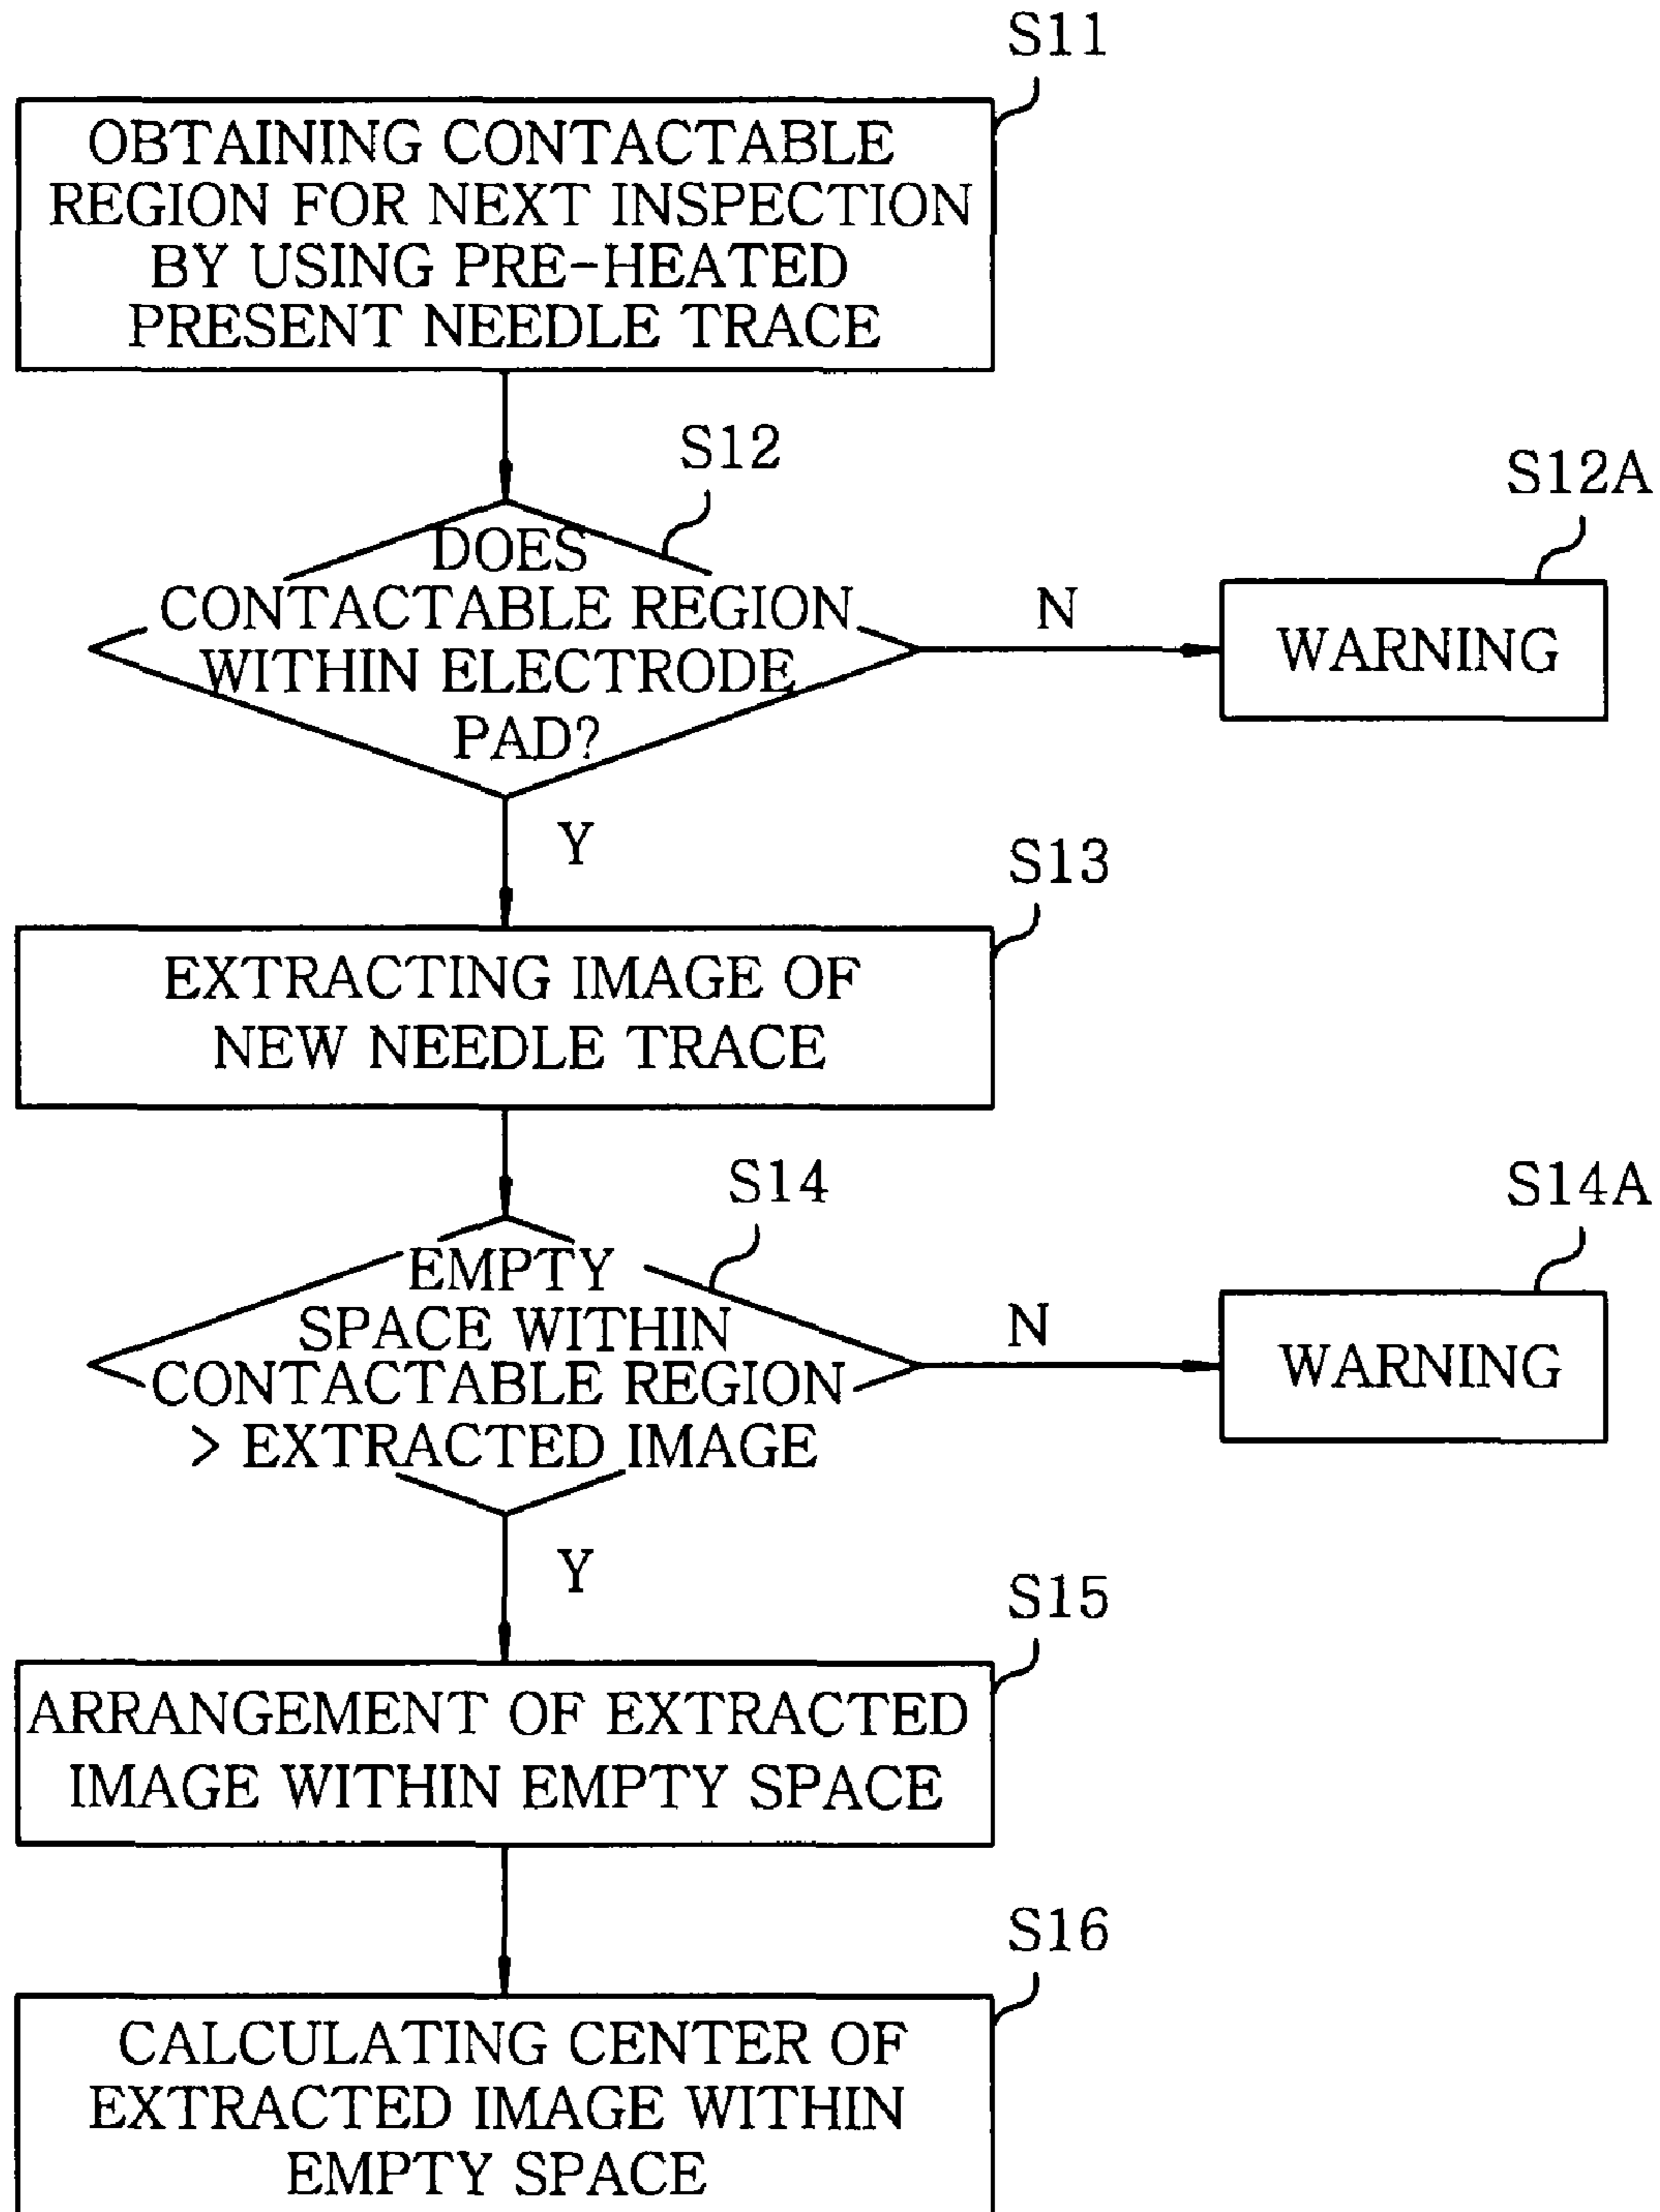 S11
OBTAINING CONTACTABLE
REGION FOR NEXT INSPECTION
BY USING PRE-HEATED
PRESENT NEEDLE TRACE
S12
DOES
CONTACTABLE REGION
WITHIN ELECTRODE
PAD?
N
S12A
WARNING
Y
S13
EXTRACTING IMAGE OF
NEW NEEDLE TRACE
S14
EMPTY
SPACE WITHIN
CONTACTABLE REGION
> EXTRACTED IMAGE
N
S14A
WARNING
Y
S15
ARRANGEMENT OF EXTRACTED
IMAGE WITHIN EMPTY SPACE
S16
CALCULATING CENTER OF
EXTRACTED IMAGE WITHIN
EMPTY SPACE